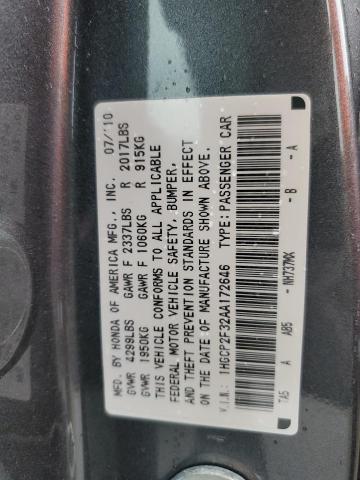 MFD. BY HONDA OF AMERICA MFG., INC. 07/10
GVWR 4299LBS GAWR F 2337LBS R 2017LBS
GVWR 1950KG GAWR F 1060KG R 915KG
THIS VEHICLE CONFORMS TO ALL APPLICABLE
FEDERAL MOTOR VEHICLE SAFETY, BUMPER,
AND THEFT PREVENTION STANDARDS IN EFFECT
ON THE DATE OF MANUFACTURE SHOWN ABOVE.
V.I.N.: 1HGCP2F32AA172646 TYPE:PASSENGER CAR
TA5 A AB5 - NH737MX - B - A